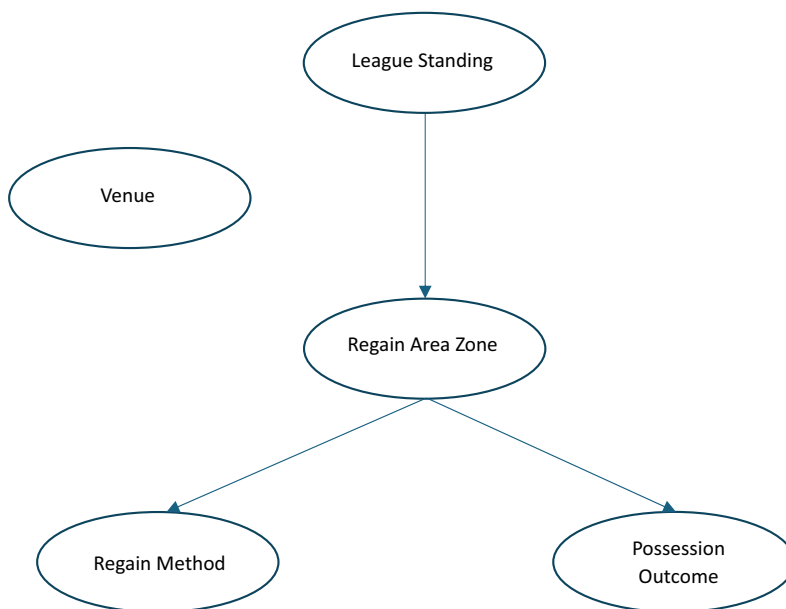 League Standing
Venue
Regain Area Zone
Regain Method
Possession
Outcome